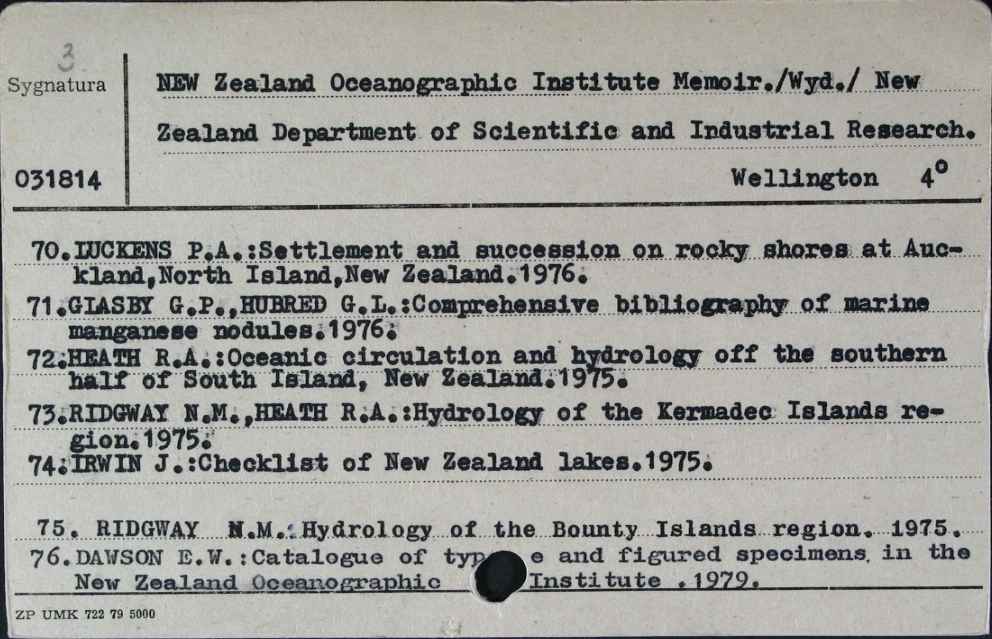 3
Sygnatura
NEW Zealand Oceanographic Institute Memoir./Wyd./ New
Zealand Department of Scientific and Industrial Research.
031814
Wellington 4°
70.LUCKENS P.A.:Settlement and succession on rocky shores at Auc-
kland,North Island,New Zealand.1976.
71.GLASBY G.P.,HUBRED G.L.:Comprehensive bibliography of marine
manganese nodules.1976.
72.HEATH R.A.:Oceanic circulation and hydrology off the southern
half of South Island, New Zealand.1975.
73.RIDGWAY N.M.,HEATH R.A.:Hydrology of the Kermadec Islands re-
gion.1975.
74.IRWIN J.:Checklist of New Zealand lakes.1975.
75. RIDGWAY N.M.:Hydrology of the Bounty Islands region. 1975.
76.DAWSON E.W.:Catalogue of typ e and figured specimens in the
New Zealand Oceanographic Institute .1979.
ZP UMK 722 79 5000